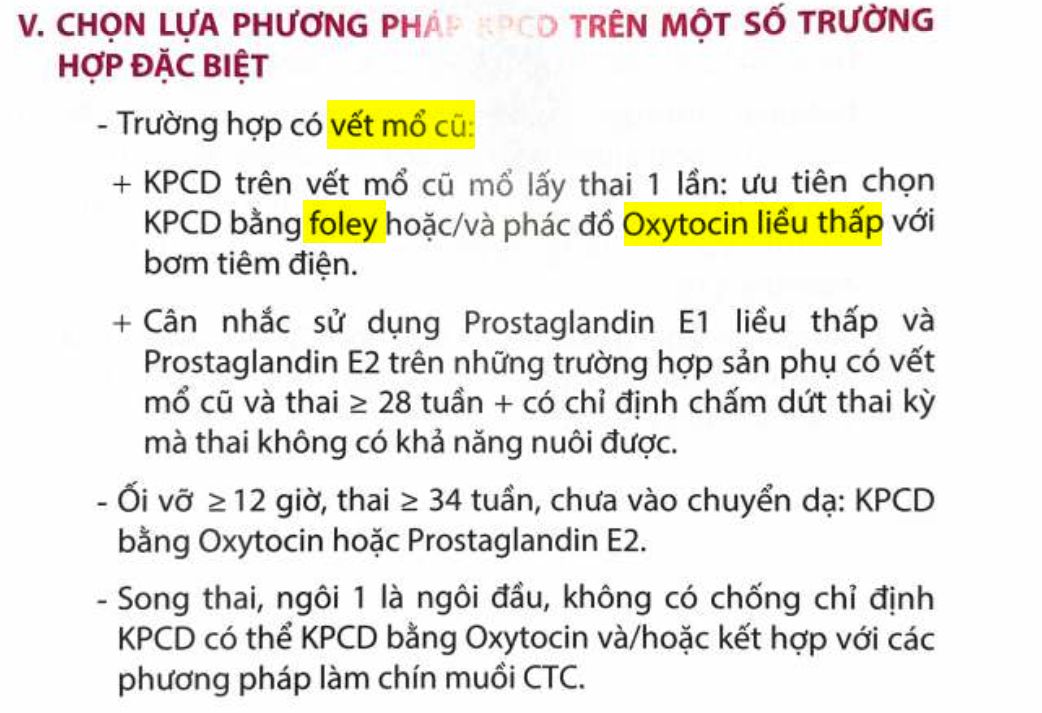 V. CHỌN LỰA PHƯƠNG PHÁP KPCD TRÊN MỘT SỐ TRƯỜNG
HỢP ĐẶC BIỆT
- Trường hợp có vết mổ cũ:
+ KPCD trên vết mổ cũ mổ lấy thai 1 lần: ưu tiên chọn
KPCD bằng foley hoặc/và phác đồ Oxytocin liều thấp với
bơm tiêm điện.
+ Cân nhắc sử dụng Prostaglandin E1 liều thấp và
Prostaglandin E2 trên những trường hợp sản phụ có vết
mổ cũ và thai ≥ 28 tuần + có chỉ định chấm dứt thai kỳ
mà thai không có khả năng nuôi được.
- Ối vỡ ≥ 12 giờ, thai ≥ 34 tuần, chưa vào chuyển dạ: KPCD
bằng Oxytocin hoặc Prostaglandin E2.
- Song thai, ngôi 1 là ngôi đầu, không có chống chỉ định
KPCD có thể KPCD bằng Oxytocin và/hoặc kết hợp với các
phương pháp làm chín muồi CTC.